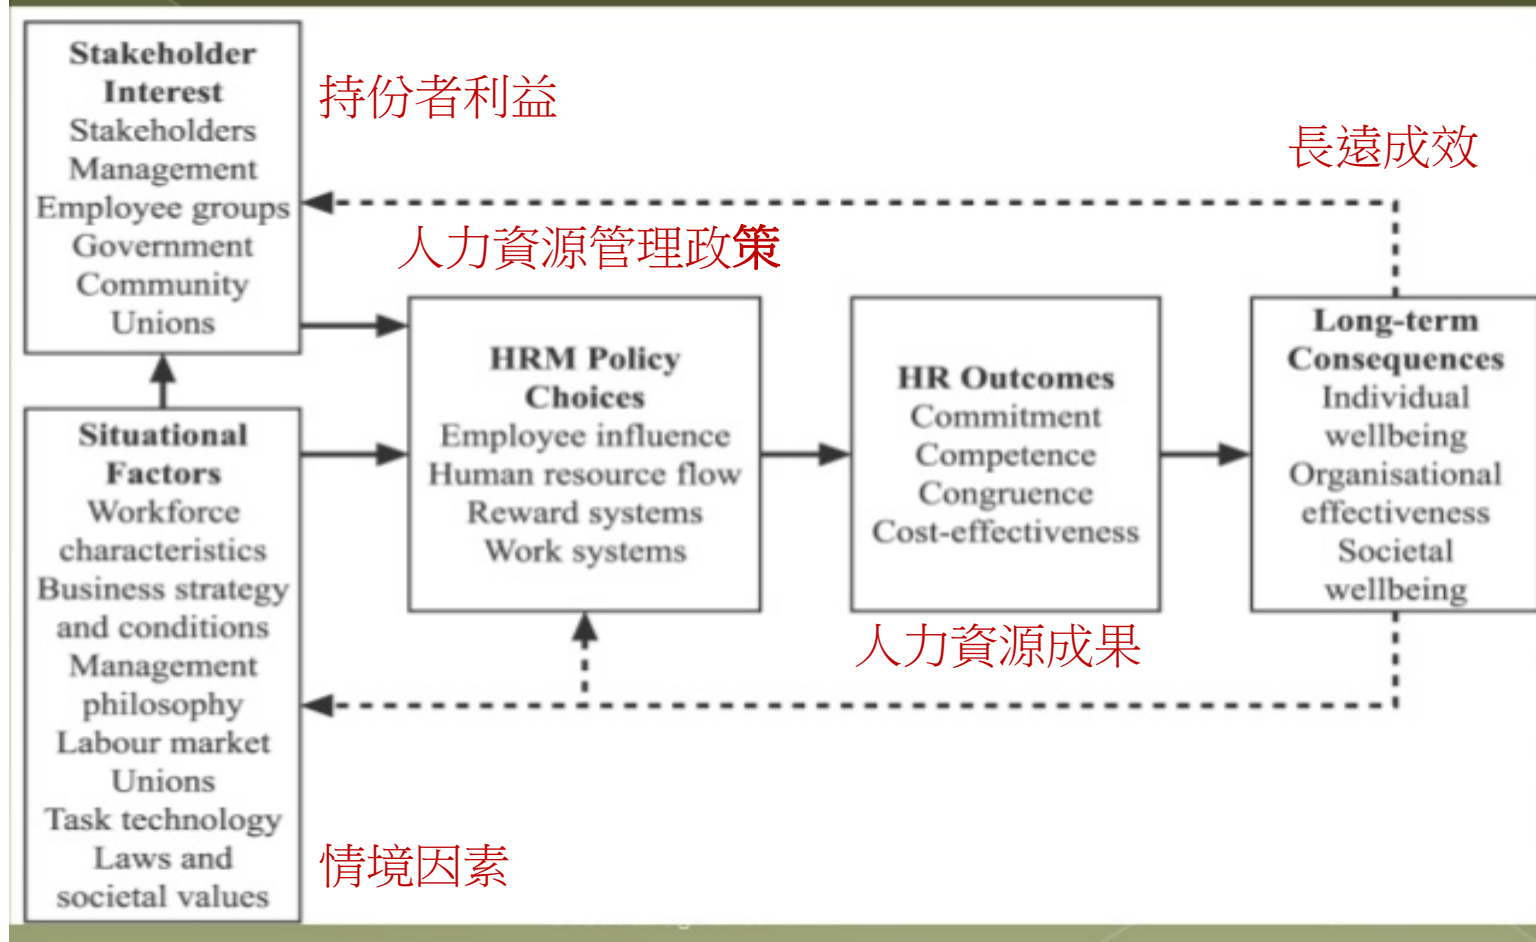 Stakeholder
Interest
Stakeholders
Management
Employee groups
Government
Community
Unions
持份者利益
長遠成效
人力資源管理政策
Situational
Factors
Workforce
characteristics
Business strategy
and conditions
Management
philosophy
Labour market
Unions
Task technology
Laws and
societal values
情境因素
HRM Policy
Choices
Employee influence
Human resource flow
Reward systems
Work systems
HR Outcomes
Commitment
Competence
Congruence
Cost-effectiveness
人力資源成果
Long-term
Consequences
Individual
wellbeing
Organisational
effectiveness
Societal
wellbeing